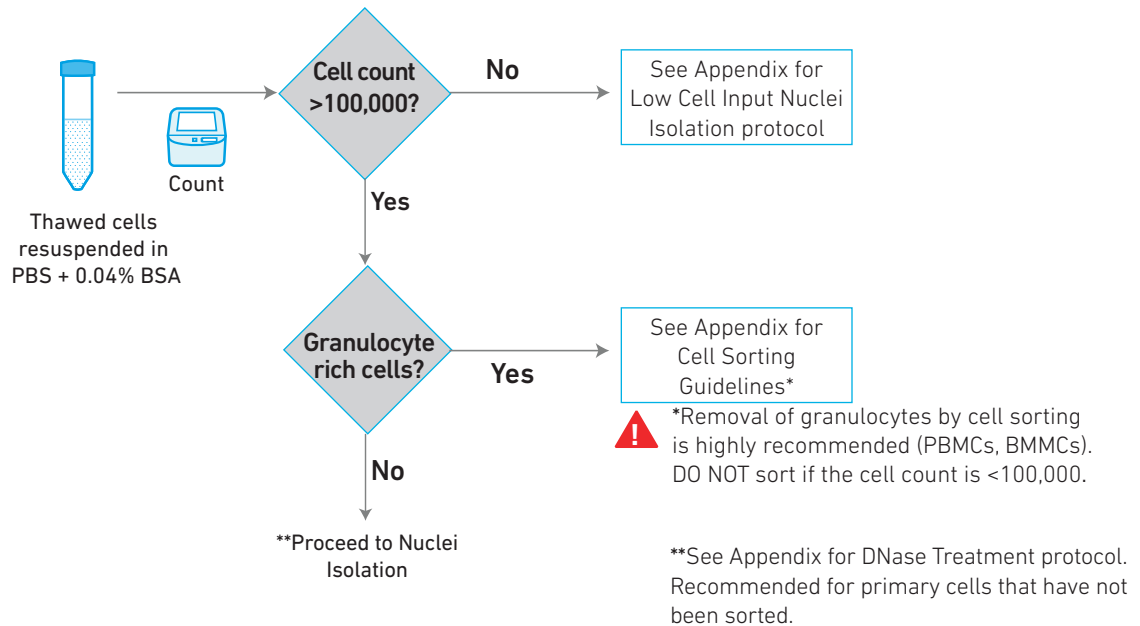 Cell count
>100,000?
No
See Appendix for
Low Cell Input Nuclei
Isolation protocol
Count
Thawed cells
resuspended in
PBS + 0.04% BSA
Yes
Granulocyte
rich cells?
Yes
See Appendix for
Cell Sorting
Guidelines*
!
*Removal of granulocytes by cell sorting
is highly recommended (PBMCs, BMMCs).
DO NOT sort if the cell count is <100,000.
No
**Proceed to Nuclei
Isolation
**See Appendix for DNase Treatment protocol.
Recommended for primary cells that have not
been sorted.